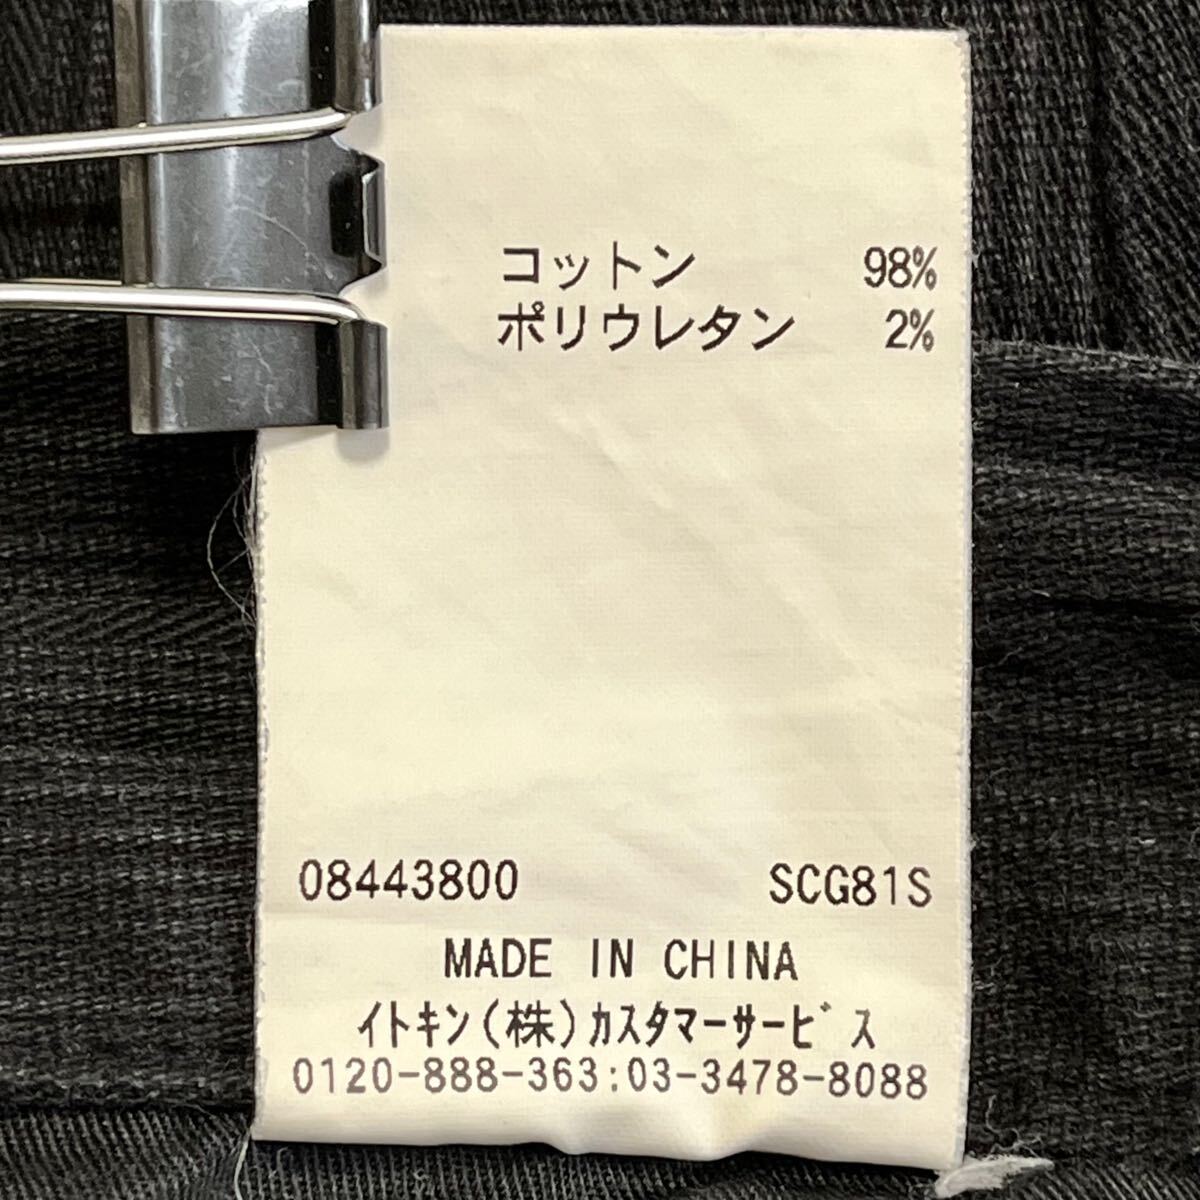 コットン 98%
ポリウレタン 2%
08443800 SCG81S
MADE IN CHINA
イトキン(株)カスタマーサービス
0120-888-363:03-3478-8088